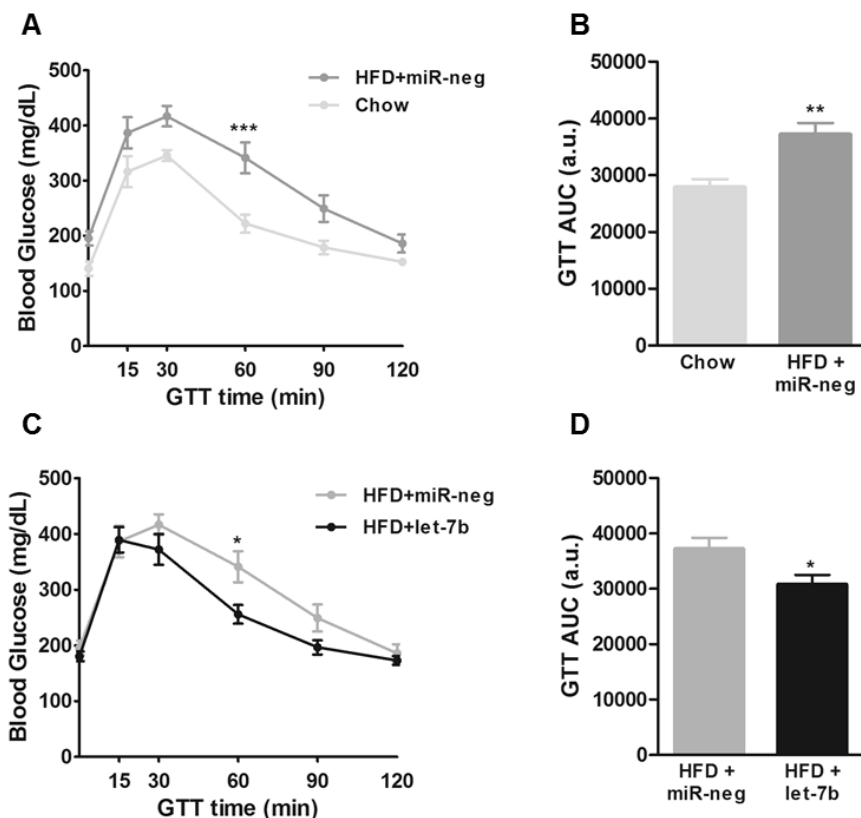 A
Blood Glucose (mg/dL)
500
400
300
200
100
0
15 30 60 90 120
GTT time (min)
HFD+miR-neg
Chow
***
B
GTT AUC (a.u.)
50000
40000
30000
20000
10000
0
**
Chow
HFD +
miR-neg
C
Blood Glucose (mg/dL)
500
400
300
200
100
0
15 30 60 90 120
GTT time (min)
HFD+miR-neg
HFD+let-7b
*
D
GTT AUC (a.u.)
50000
40000
30000
20000
10000
0
*
HFD +
miR-neg
HFD +
let-7b